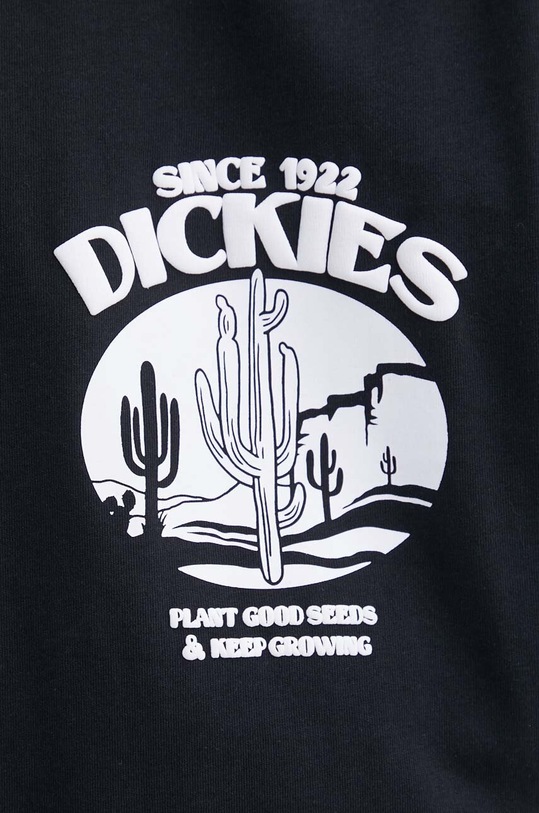 SINCE 1922
DICKIES
PLANT GOOD SEEDS
& KEEP GROWING